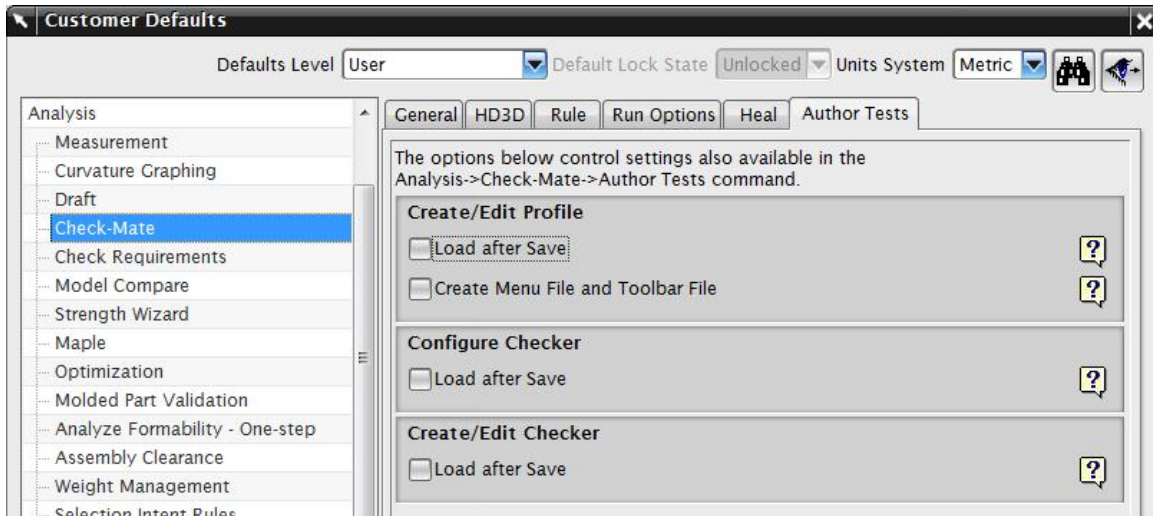 Customer Defaults
Defaults Level User Default Lock State Unlocked Units System Metric
Analysis
Measurement
Curvature Graphing
Draft
Check-Mate
Check Requirements
Model Compare
Strength Wizard
Maple
Optimization
Molded Part Validation
Analyze Formability - One-step
Assembly Clearance
Weight Management
Selection Intent Rules
General HD3D Rule Run Options Heal Author Tests
The options below control settings also available in the
Analysis->Check-Mate->Author Tests command.
Create/Edit Profile
Load after Save
Create Menu File and Toolbar File
Configure Checker
Load after Save
Create/Edit Checker
Load after Save